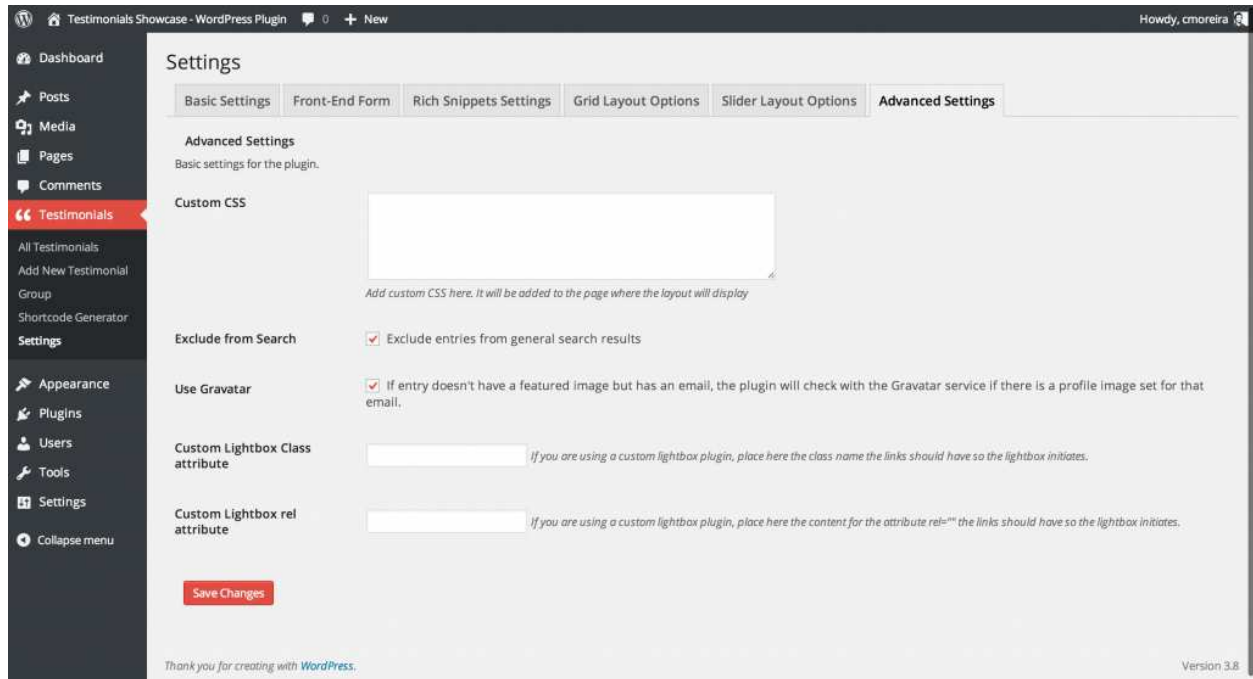 Testimonials Showcase - WordPress Plugin 0 + New Howdy, cmoreira
Dashboard
Posts
Media
Pages
Comments
Testimonials
All Testimonials
Add New Testimonial
Group
Shortcode Generator
Settings
Appearance
Plugins
Users
Tools
Settings
Collapse menu
Settings
Basic Settings Front-End Form Rich Snippets Settings Grid Layout Options Slider Layout Options Advanced Settings
Advanced Settings
Basic settings for the plugin.
Custom CSS
Add custom CSS here. It will be added to the page where the layout will display
Exclude from Search Exclude entries from general search results
Use Gravatar If entry doesn't have a featured image but has an email, the plugin will check with the Gravatar service if there is a profile image set for that
email.
Custom Lightbox Class
attribute
If you are using a custom lightbox plugin, place here the class name the links should have so the lightbox initiates.
Custom Lightbox rel
attribute
If you are using a custom lightbox plugin, place here the content for the attribute rel="" the links should have so the lightbox initiates.
Save Changes
Thank you for creating with WordPress. Version 3.8